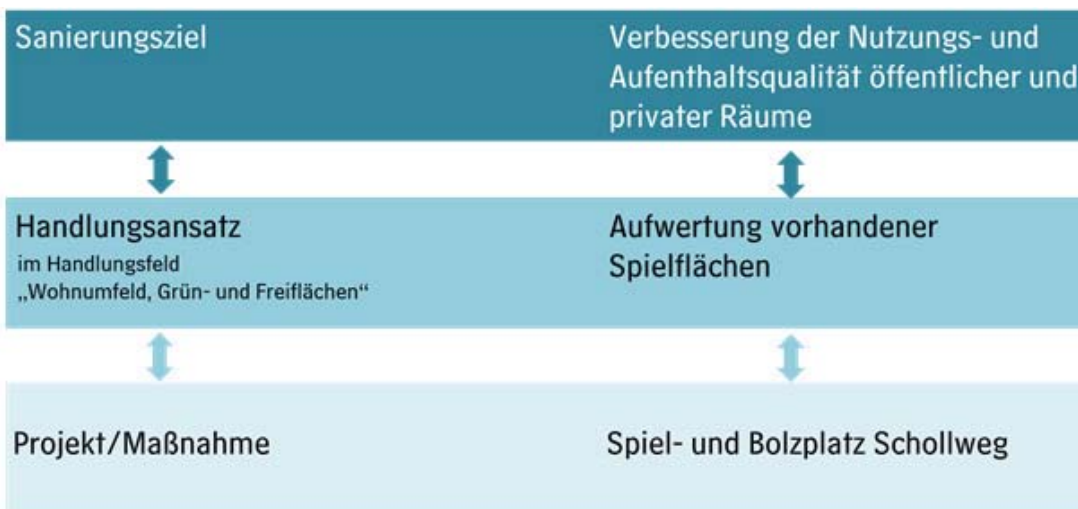 Sanierungsziel
Verbesserung der Nutzungs- und
Aufenthaltsqualität öffentlicher und
privater Räume
Handlungsansatz
im Handlungsfeld
„Wohnumfeld, Grün- und Freiflächen“
Aufwertung vorhandener
Spielflächen
Projekt/Maßnahme
Spiel- und Bolzplatz Schollweg